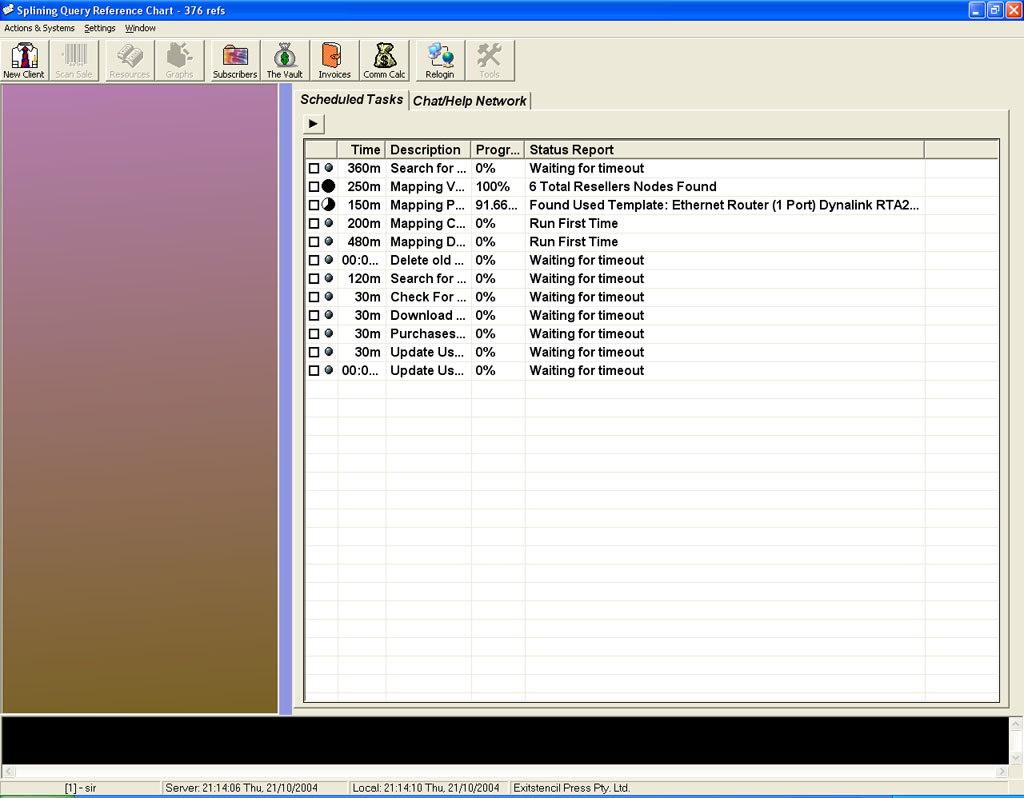 Splining Query Reference Chart - 376 refs
Actions & Systems Settings Window
New Client Scan Sale Resources Graphs Subscribers The Vault Invoices Comm Calc Relogin Tools
Scheduled Tasks Chat/Help Network
Time Description Progr... Status Report
360m Search for ... 0% Waiting for timeout
250m Mapping V... 100% 6 Total Resellers Nodes Found
150m Mapping P... 91.66... Found Used Template: Ethernet Router (1 Port) Dynalink RTA2...
200m Mapping C... 0% Run First Time
480m Mapping D... 0% Run First Time
00:0... Delete old ... 0% Waiting for timeout
120m Search for ... 0% Waiting for timeout
30m Check For ... 0% Waiting for timeout
30m Download ... 0% Waiting for timeout
30m Purchases... 0% Waiting for timeout
30m Update Us... 0% Waiting for timeout
00:0... Update Us... 0% Waiting for timeout
[1] - sir Server: 21:14:06 Thu, 21/10/2004 Local: 21:14:10 Thu, 21/10/2004 Exitstencil Press Pty. Ltd.